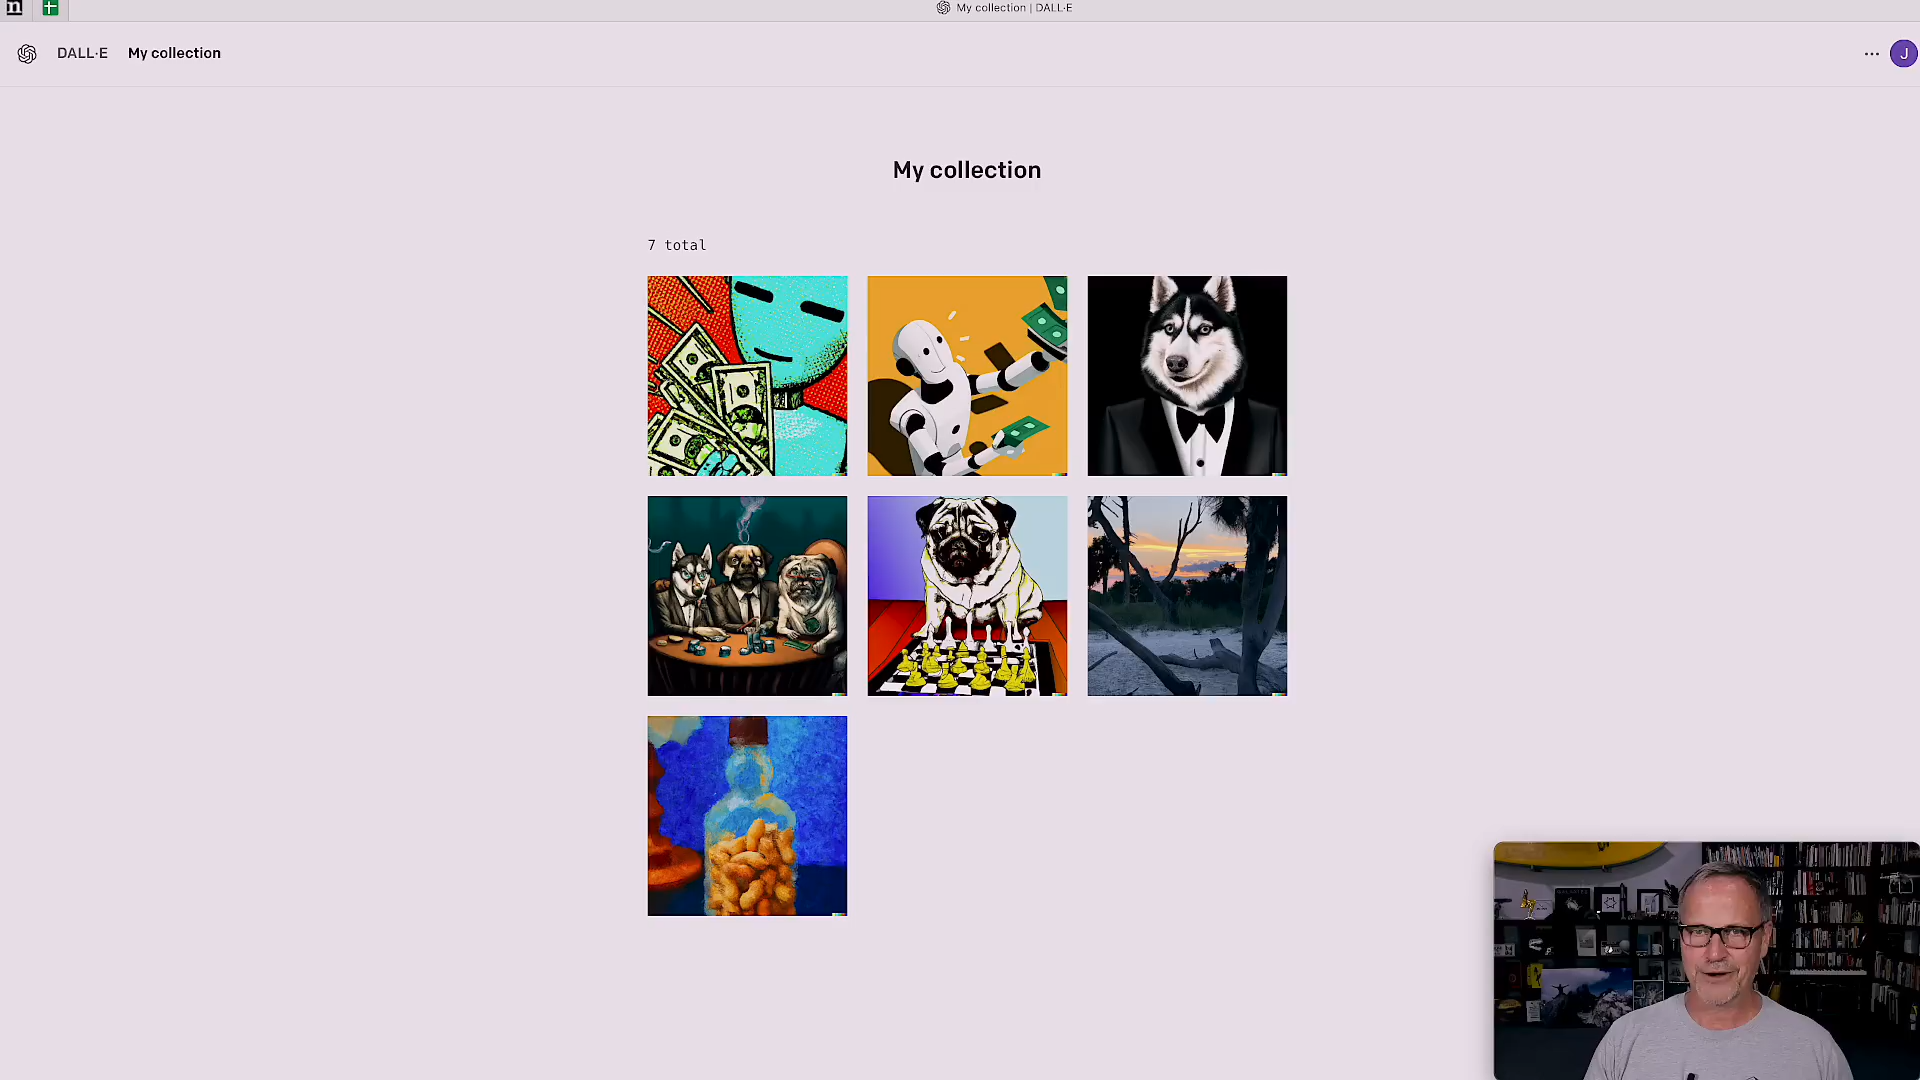 n
My collection | DALL·E
DALL·E
My collection
J
My collection
7 total